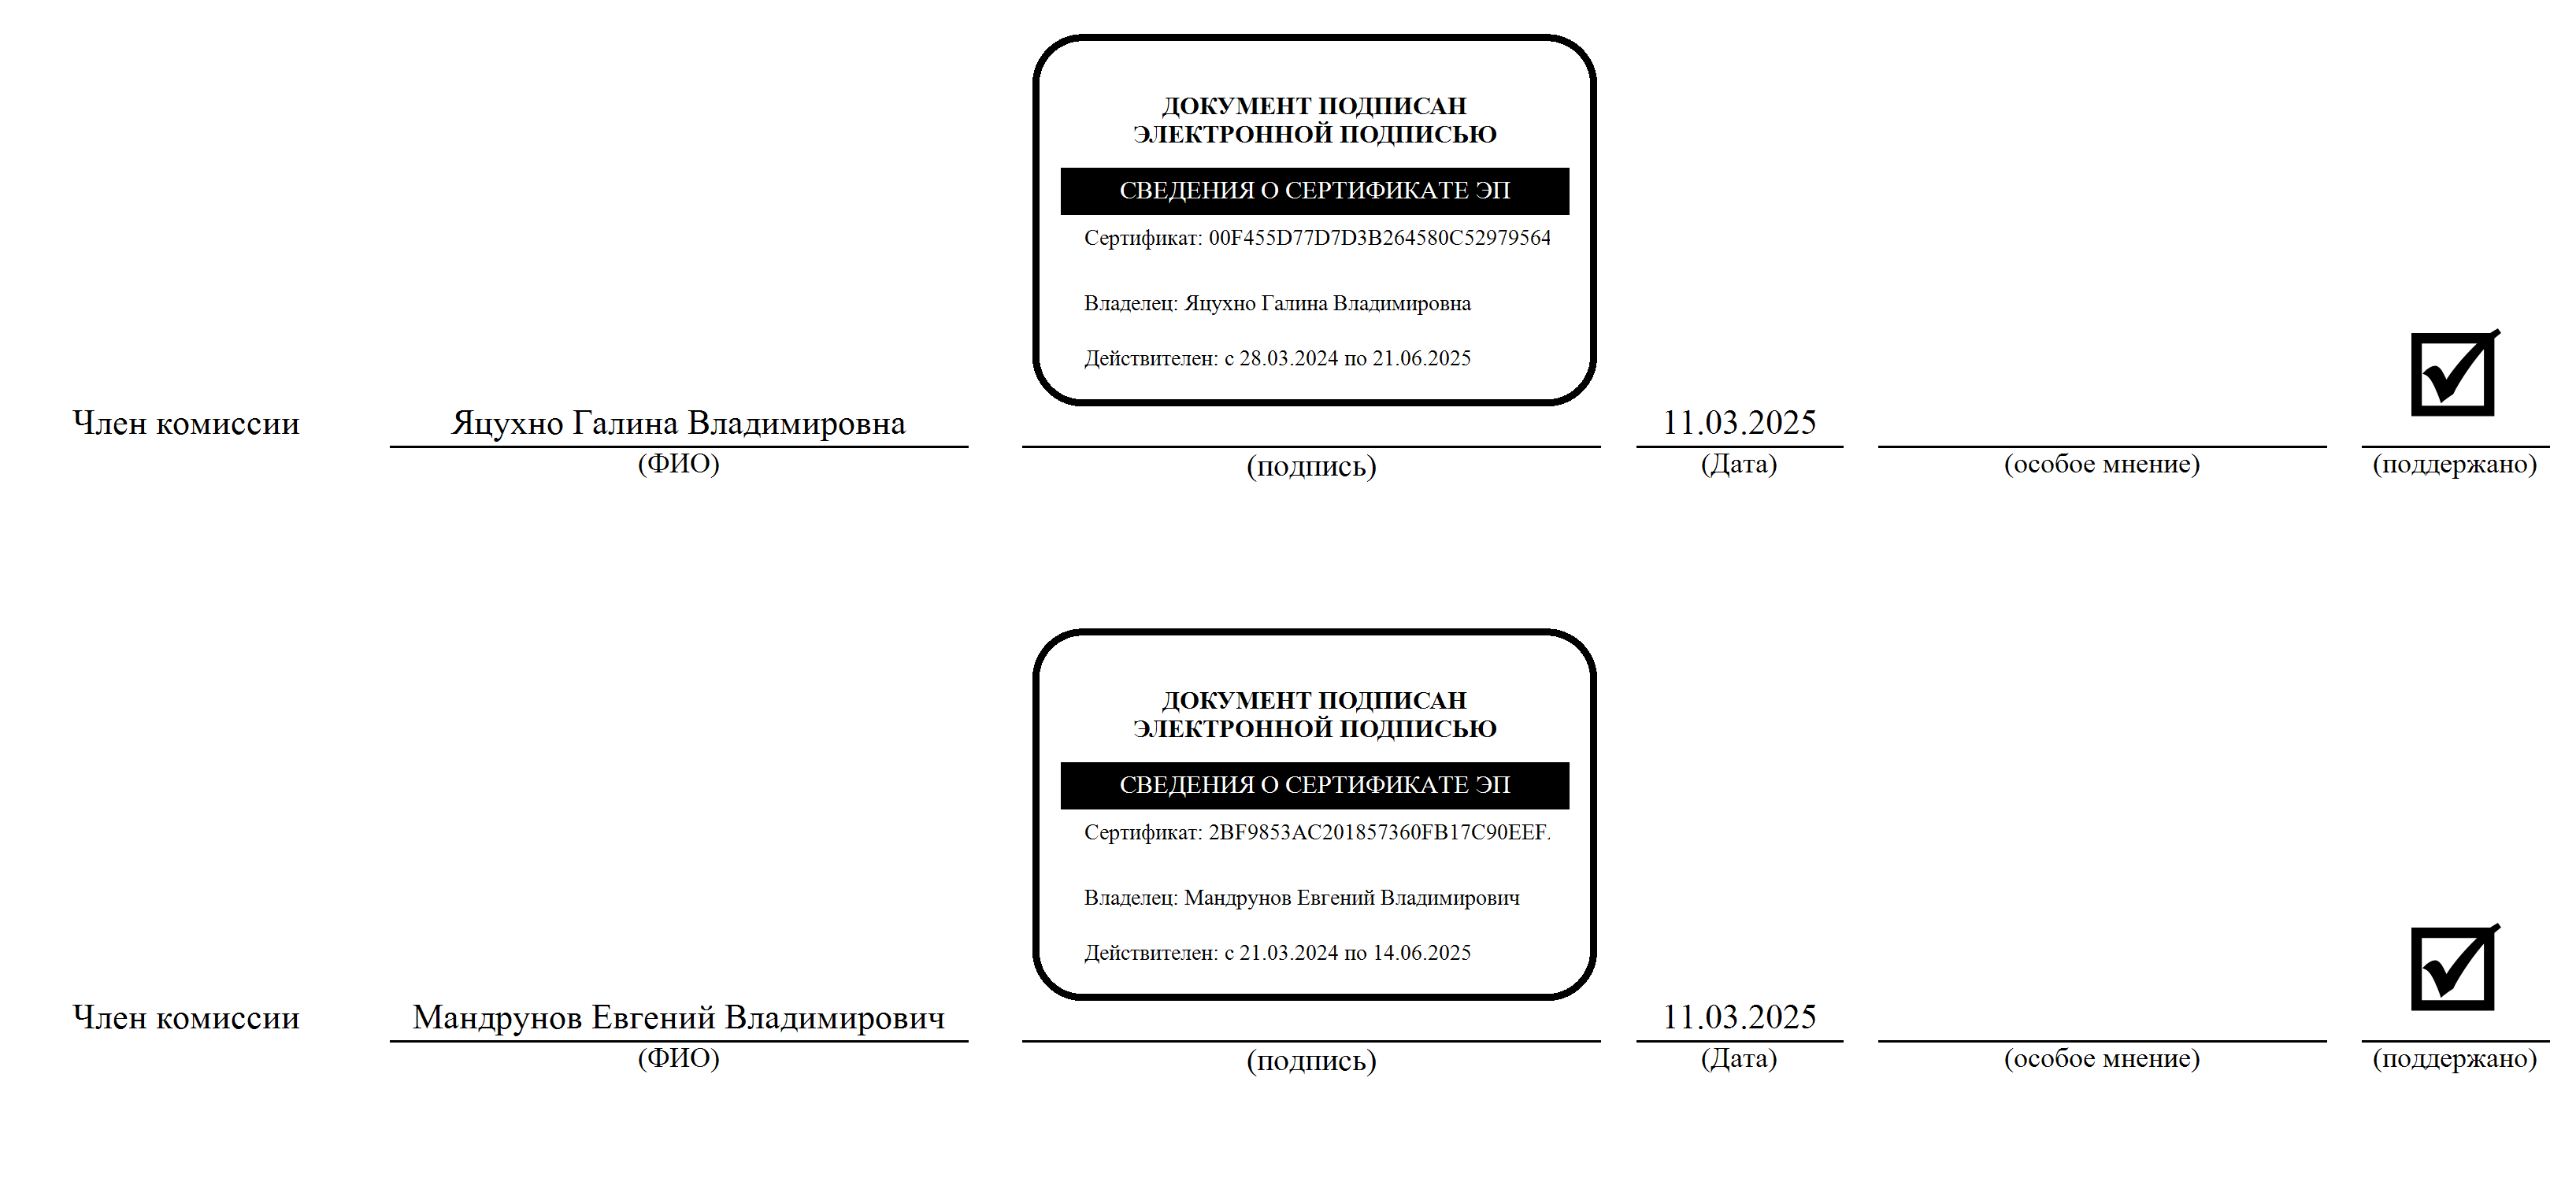 ДОКУМЕНТ ПОДПИСАН
ЭЛЕКТРОННОЙ ПОДПИСЬЮ
СВЕДЕНИЯ О СЕРТИФИКАТЕ ЭП
Сертификат: 00F455D77D7D3B264580C52979564
Владелец: Яцухно Галина Владимировна
Действителен: с 28.03.2024 по 21.06.2025
Член комиссии Яцухно Галина Владимировна 11.03.2025
(ФИО) (подпись) (Дата) (особое мнение) (поддержано)
ДОКУМЕНТ ПОДПИСАН
ЭЛЕКТРОННОЙ ПОДПИСЬЮ
СВЕДЕНИЯ О СЕРТИФИКАТЕ ЭП
Сертификат: 2BF9853AC201857360FB17C90EEF
Владелец: Мандрунов Евгений Владимирович
Действителен: с 21.03.2024 по 14.06.2025
Член комиссии Мандрунов Евгений Владимирович 11.03.2025
(ФИО) (подпись) (Дата) (особое мнение) (поддержано)